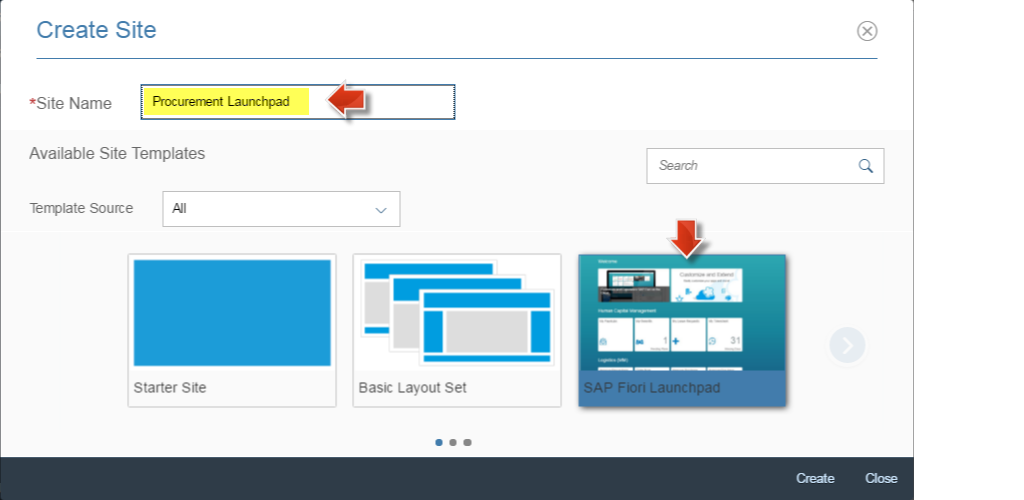 Create Site
*Site Name
Procurement Launchpad
Available Site Templates
Search
Template Source
All
Welcome
Customize and Extend
Human Capital Management
1
31
Starter Site
Basic Layout Set
SAP Fiori Launchpad
Create
Close